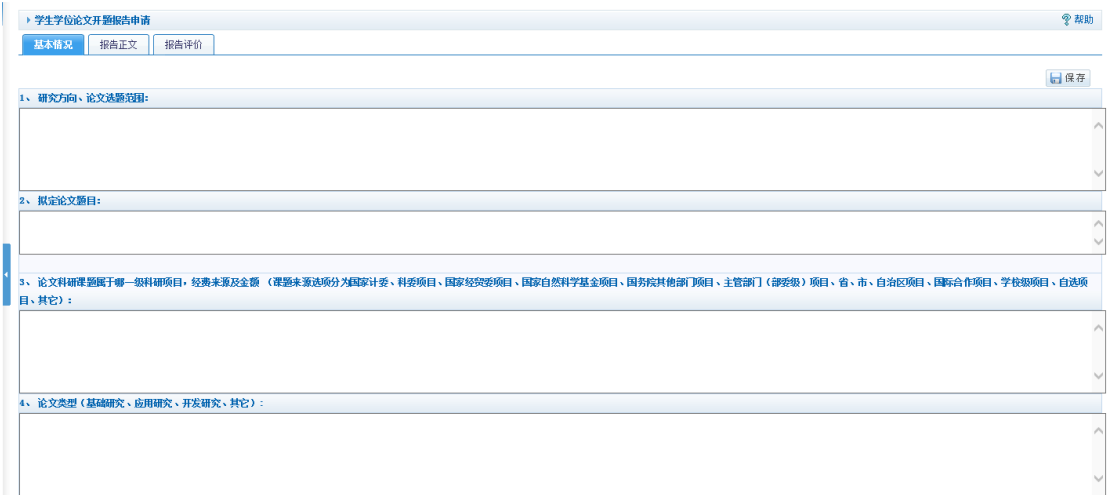 学生学位论文开题报告申请
帮助
基本情况 报告正文 报告评价
保存
1、 研究方向、论文选题范围:
2、 拟定论文题目:
3、 论文科研课题属于哪一级科研项目，经费来源及金额 （课题来源选项分为国家计委、科委项目、国家经贸委项目、国家自然科学基金项目、国务院其他部门项目、主管部门（部委级）项目、省、市、自治区项目、国际合作项目、学校级项目、自选项
目、其它）:
4、 论文类型（基础研究、应用研究、开发研究、其它）: